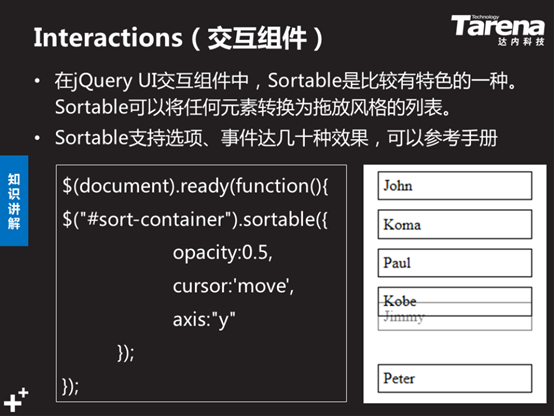 Interactions（交互组件）
Technology
Tarena
达内科技
• 在jQuery UI交互组件中，Sortable是比较有特色的一种。
Sortable可以将任何元素转换为拖放风格的列表。
• Sortable支持选项、事件达几十种效果，可以参考手册
知识讲解
$(document).ready(function(){
$("#sort-container").sortable({
opacity:0.5,
cursor:'move',
axis:"y"
});
});
John
Koma
Paul
Kobe
Jimmy
Peter